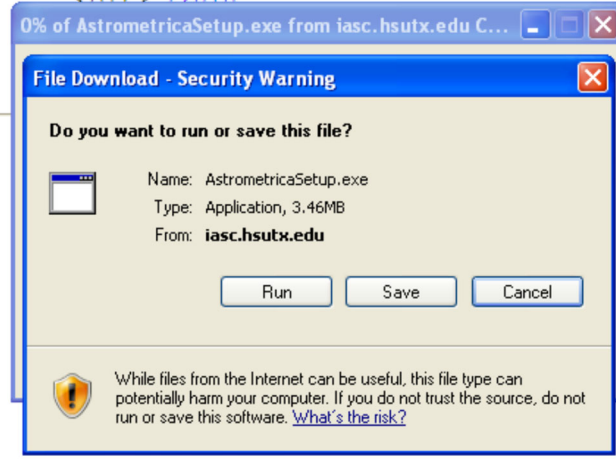 0% of AstrometricaSetup.exe from iasc.hsutx.edu C...
File Download - Security Warning
Do you want to run or save this file?
Name: AstrometricaSetup.exe
Type: Application, 3.46MB
From: iasc.hsutx.edu
Run Save Cancel
While files from the Internet can be useful, this file type can
potentially harm your computer. If you do not trust the source, do not
run or save this software. What's the risk?